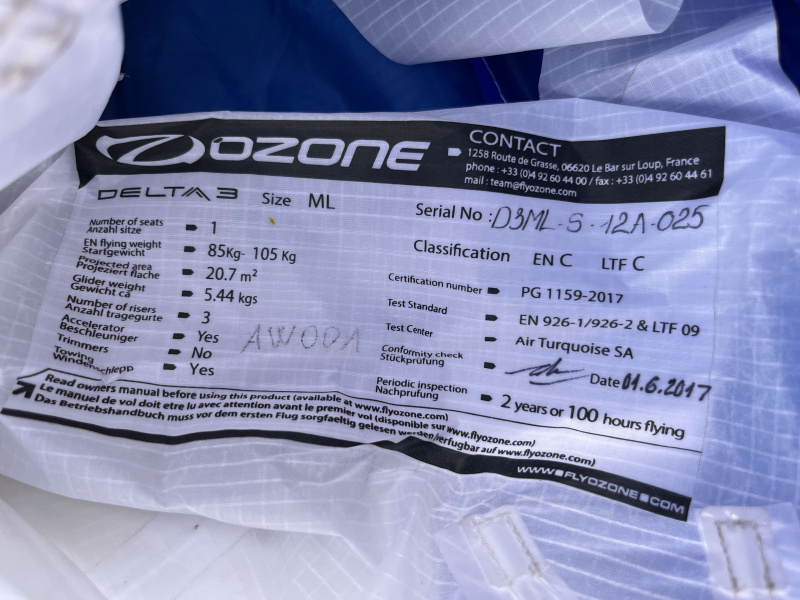 OZONE
CONTACT
1258 Route de Grasse, 06620 Le Bar sur Loup, France
phone : +33 (0)4 92 60 44 00 / fax : +33 (0)4 92 60 44 61
mail : team@flyozone.com
DELTA 3 Size ML
Serial No : D3ML-S-12A-025
Number of seats 1
Anzahl sitze
EN flying weight 85Kg- 105 Kg
Startgewicht
Projected area 20.7 m²
Projeziert flache
Glider weight 5.44 kgs
Gewicht ca
Number of risers 3
Anzahl tragegurte
Accelerator Yes
Beschleuniger
Trimmers No
Towing Yes
Windenschlepp
AW001
Classification EN C LTF C
Certification number PG 1159-2017
Test Standard EN 926-1/926-2 & LTF 09
Test Center Air Turquoise SA
Conformity check
Stückprüfung
Date 01.6.2017
Periodic inspection 2 years or 100 hours flying
Nachprufung
Read owners manual before using this product (available at www.flyozone.com)
Le manuel de vol doit etre lu avec attention avant le premier vol (disponible sur www.flyozone.com)
Das Betriebshandbuch muss vor dem ersten Flug sorgfaeltig gelesen werden/verfugbar auf www.flyozone.com)
WWW.FLYOZONE.COM